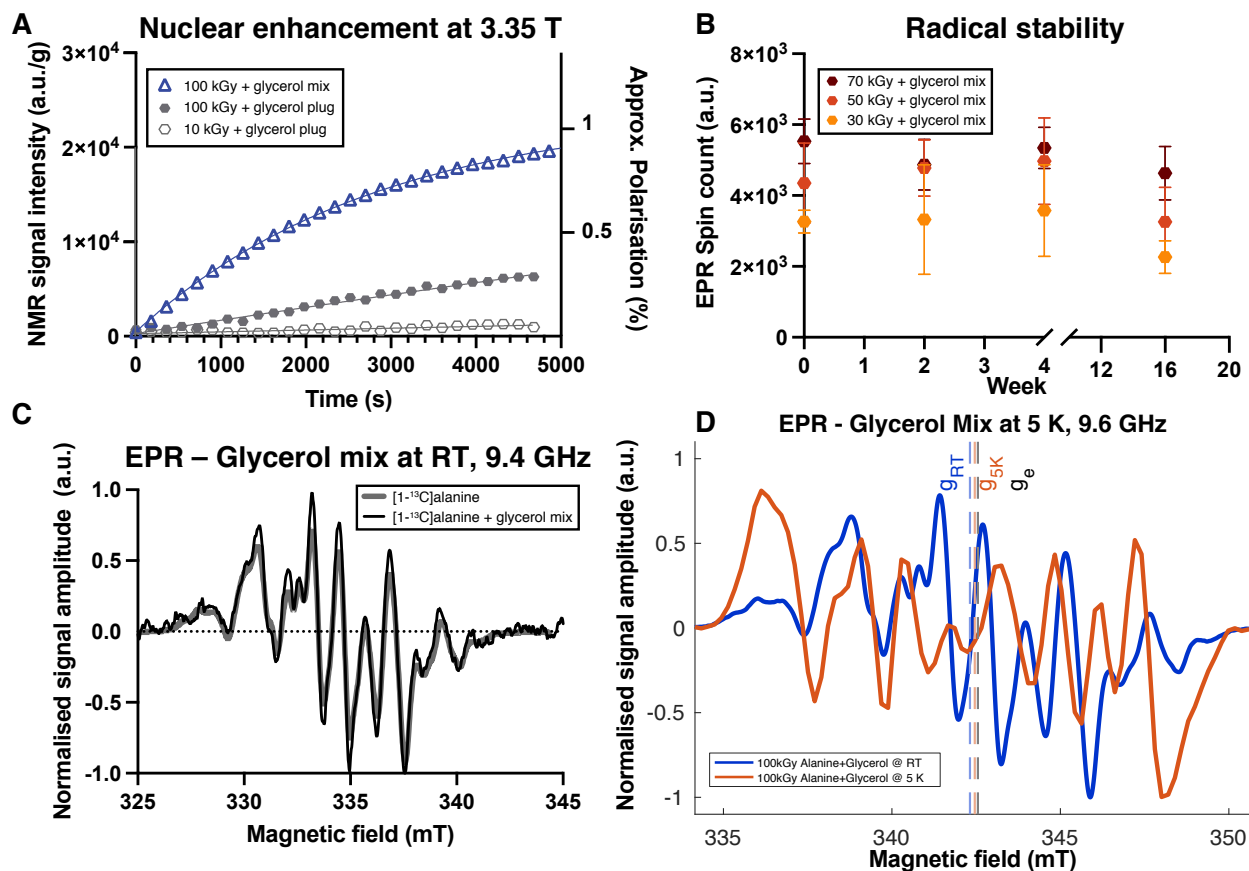 A
Nuclear enhancement at 3.35 T
3×10⁴
2×10⁴
1×10⁴
0
NMR signal intensity (a.u./g)
100 kGy + glycerol mix
100 kGy + glycerol plug
10 kGy + glycerol plug
1
0.5
Approx. Polarisation (%)
0 1000 2000 3000 4000 5000
Time (s)
B
Radical stability
8×10³
6×10³
4×10³
2×10³
0
EPR Spin count (a.u.)
70 kGy + glycerol mix
50 kGy + glycerol mix
30 kGy + glycerol mix
0 1 2 3 4 12 16 20
Week
C
EPR – Glycerol mix at RT, 9.4 GHz
1.0
0.5
0.0
-0.5
-1.0
Normalised signal amplitude (a.u.)
[1-¹³C]alanine
[1-¹³C]alanine + glycerol mix
325 330 335 340 345
Magnetic field (mT)
D
EPR - Glycerol Mix at 5 K, 9.6 GHz
1
0.5
0
-0.5
-1
Normalised signal amplitude (a.u.)
g_RT
g_5K
g_e
100kGy Alanine+Glycerol @ RT
100kGy Alanine+Glycerol @ 5 K
335 340 345 350
Magnetic field (mT)